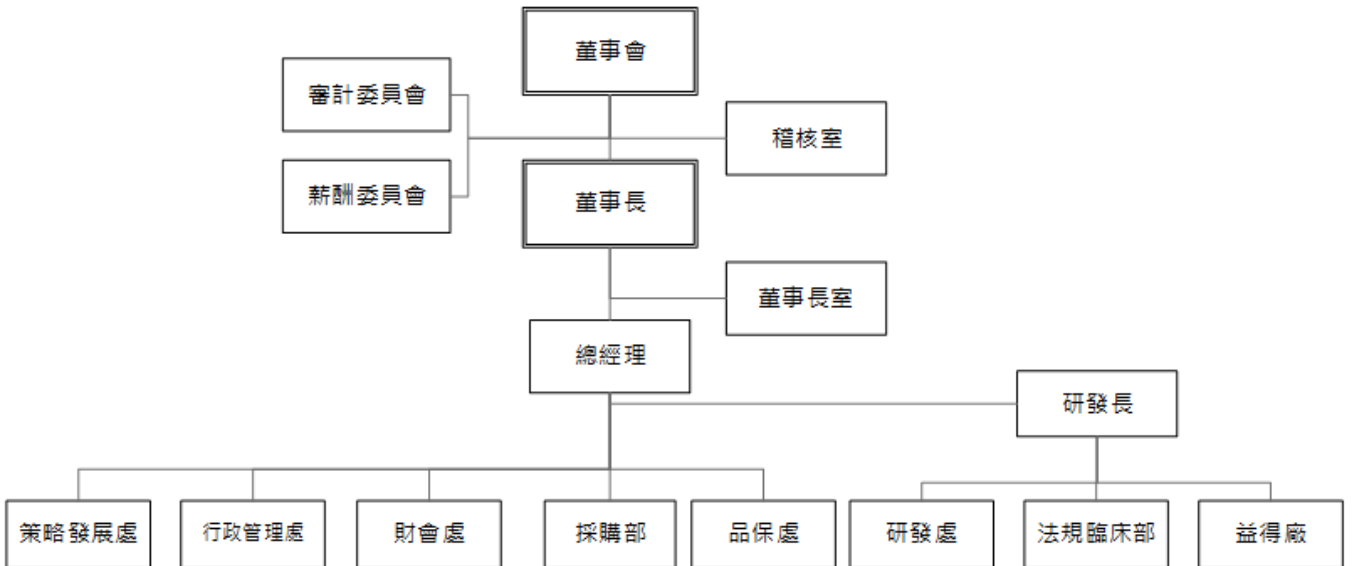 董事會
審計委員會
稽核室
薪酬委員會
董事長
董事長室
總經理
研發長
策略發展處
行政管理處
財會處
採購部
品保處
研發處
法規臨床部
益得廠